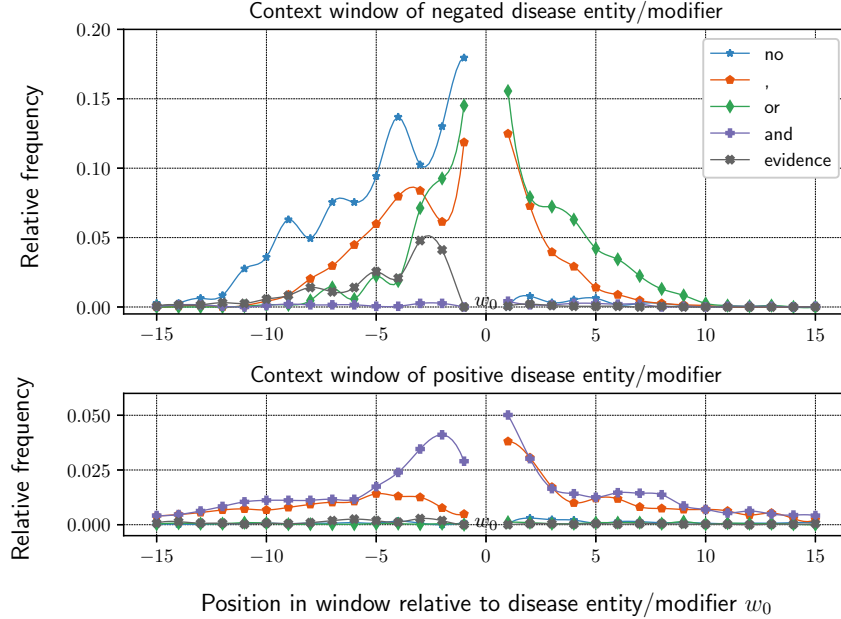 Context window of negated disease entity/modifier
0.20
0.15
0.10
0.05
0.00
Relative frequency
no
,
or
and
evidence
w₀
−15 −10 −5 0 5 10 15
Context window of positive disease entity/modifier
0.050
0.025
0.000
Relative frequency
w₀
−15 −10 −5 0 5 10 15
Position in window relative to disease entity/modifier w₀